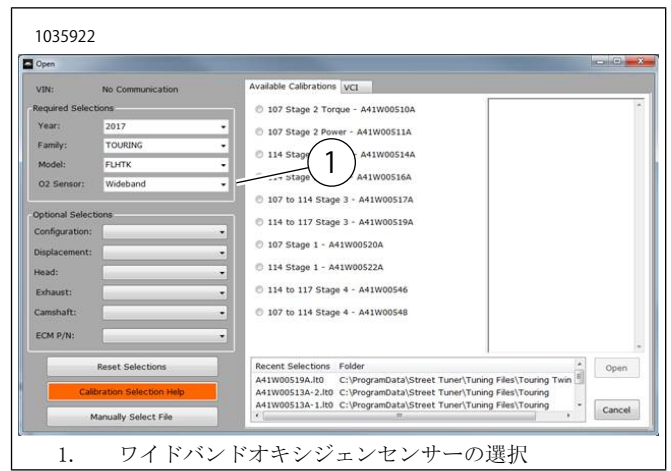 1035922
Open
VIN: No Communication
Required Selections
Year: 2017
Family: TOURING
Model: FLHTK
O2 Sensor: Wideband
Optional Selections
Configuration:
Displacement:
Head:
Exhaust:
Camshaft:
ECM P/N:
Reset Selections
Calibration Selection Help
Manually Select File
Available Calibrations VCI
107 Stage 2 Torque - A41W00510A
107 Stage 2 Power - A41W00511A
114 Stage - A41W00514A
Stage A41W00516A
107 to 114 Stage 3 - A41W00517A
114 to 117 Stage 3 - A41W00519A
107 Stage 1 - A41W00520A
114 Stage 1 - A41W00522A
114 to 117 Stage 4 - A41W00546
107 to 114 Stage 4 - A41W00548
1
Recent Selections Folder
A41W00519A.lt0 C:\ProgramData\Street Tuner\Tuning Files\Touring Twin
A41W00513A-2.lt0 C:\ProgramData\Street Tuner\Tuning Files\Touring
A41W00513A-1.lt0 C:\ProgramData\Street Tuner\Tuning Files\Touring
Open
Cancel
1. ワイドバンドオキシジェンセンサーの選択